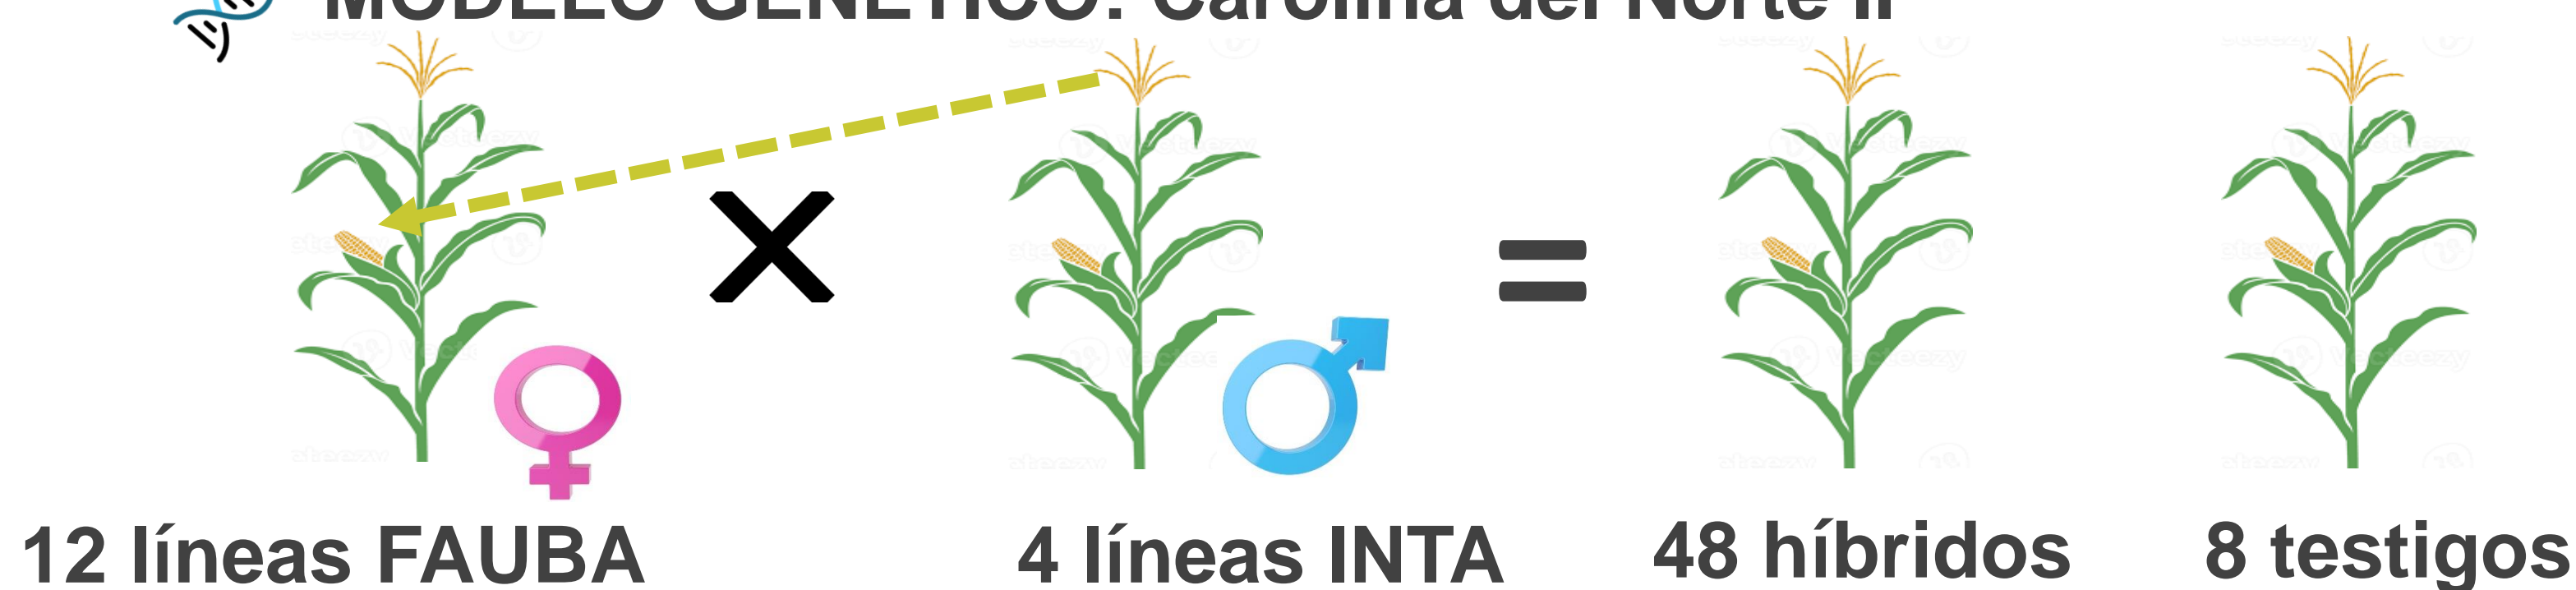 MODELO GENÉTICO: Carolina del Norte II
12 líneas FAUBA
4 líneas INTA
48 híbridos
8 testigos